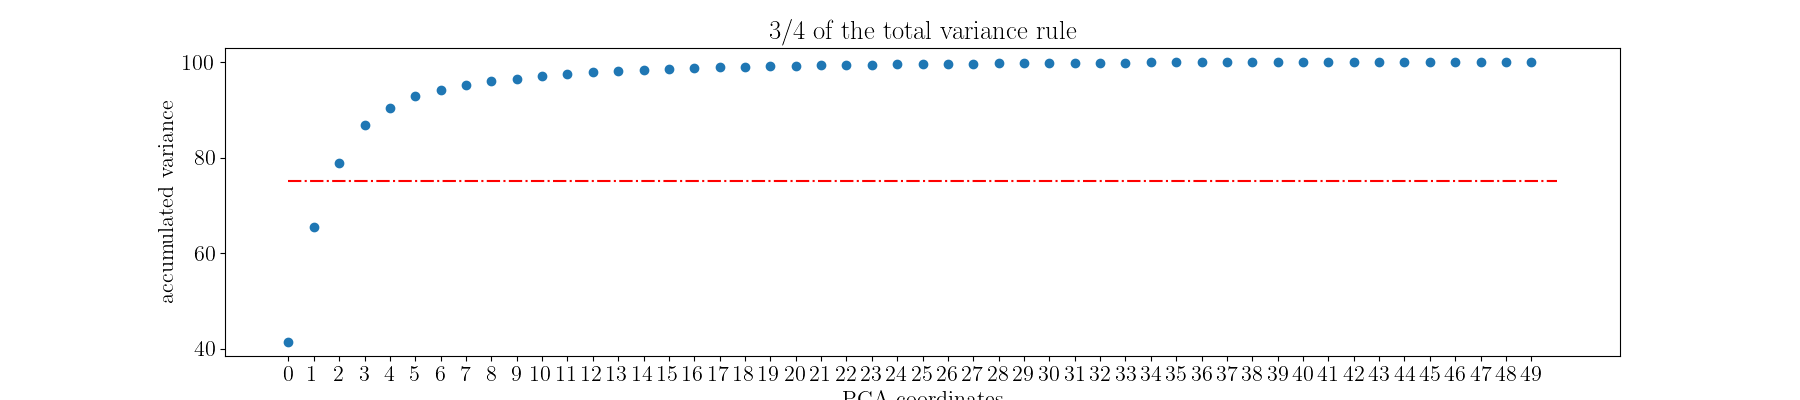 3/4 of the total variance rule
100
80
60
40
accumulated variance
0 1 2 3 4 5 6 7 8 9 10 11 12 13 14 15 16 17 18 19 20 21 22 23 24 25 26 27 28 29 30 31 32 33 34 35 36 37 38 39 40 41 42 43 44 45 46 47 48 49
PCA coordinates